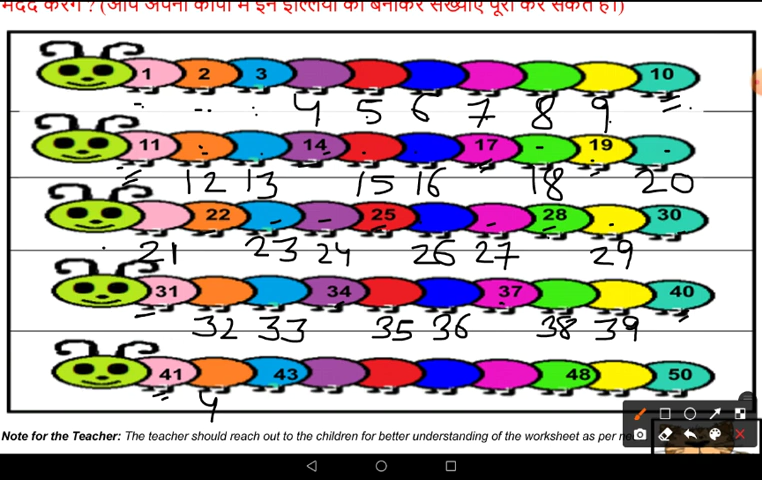 मदद करेंगे ? (आप अपनी कॉपी में इन इल्लियों को बनाकर संख्याएँ पूरी कर सकते हैं।)
1 2 3 10
4 5 6 7 8 9
11 14 17 19
12 13 15 16 18 20
22 25 28 30
21 23 24 26 27 29
31 34 37 40
32 33 35 36 38 39
41 43 48 50
4
Note for the Teacher: The teacher should reach out to the children for better understanding of the worksheet as per